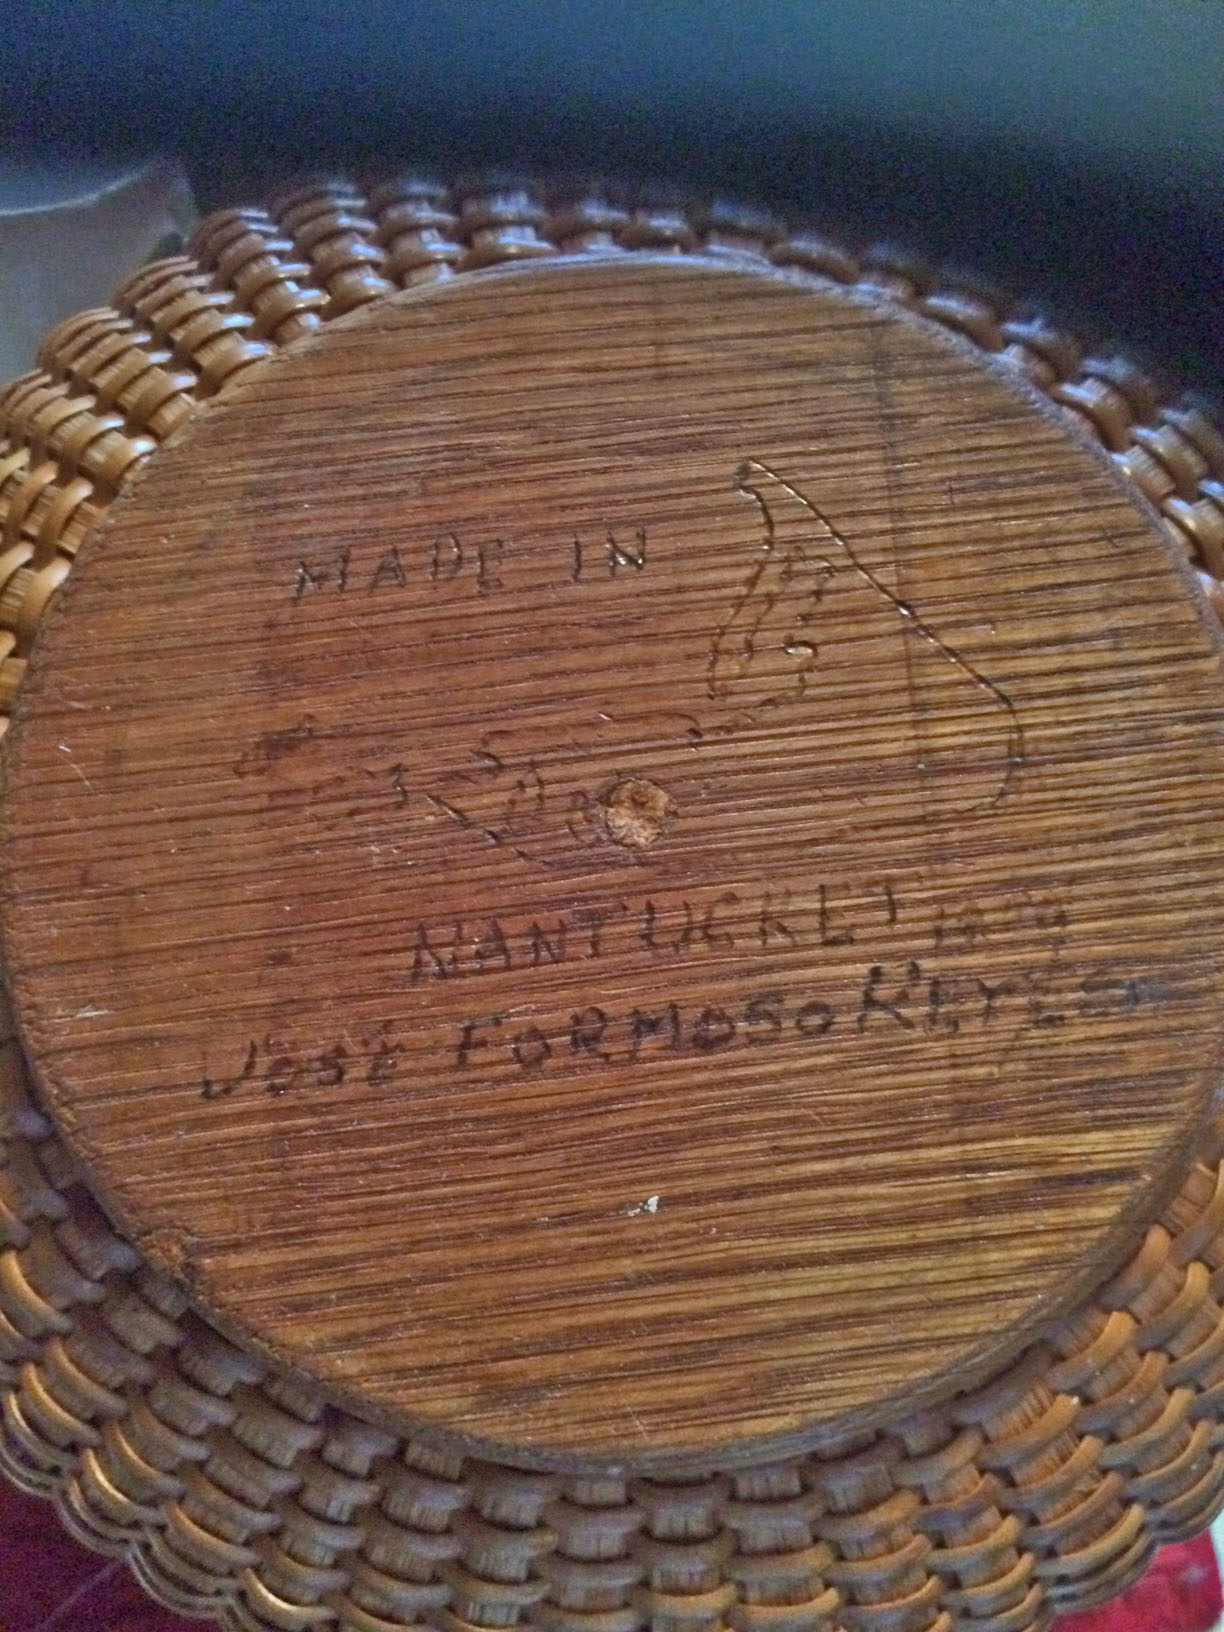 MADE IN
NANTUCKET
JOSÉ FORMOSO REYES